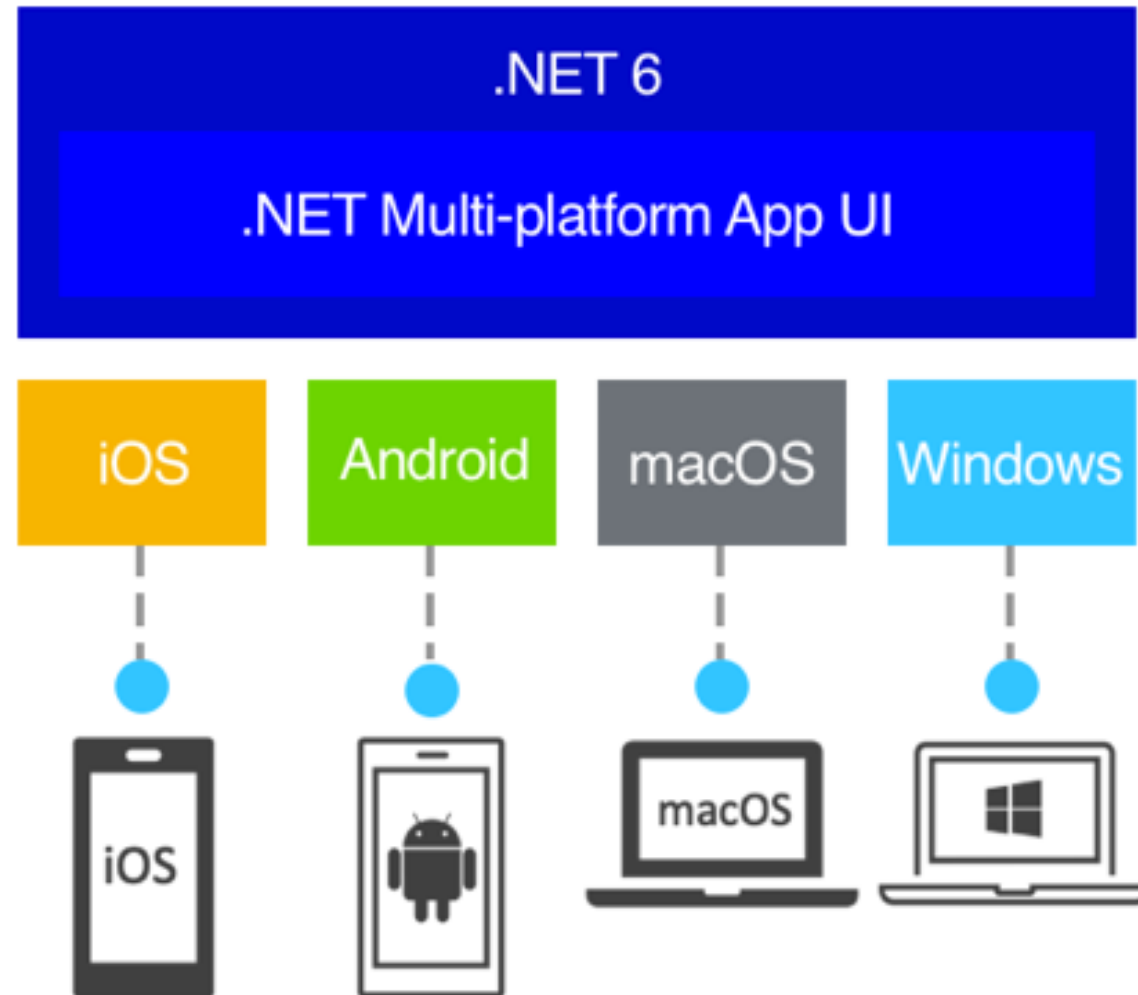 .NET 6
.NET Multi-platform App UI
iOS
Android
macOS
Windows
iOS
macOS